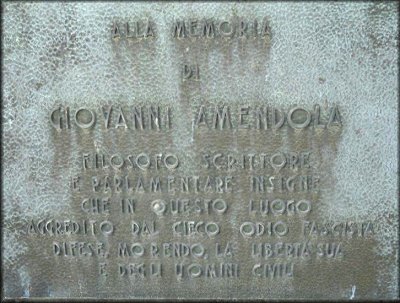 ALLA MEMORIA
DI
GIOVANNI AMENDOLA
FILOSOFO SCRITTORE
E PARLAMENTARE INSIGNE
CHE IN QUESTO LUOGO
AGGREDITO DAL CIECO ODIO FASCISTA
DIFESE, MORENDO, LA LIBERTA SUA
E DEGLI UOMINI CIVILI